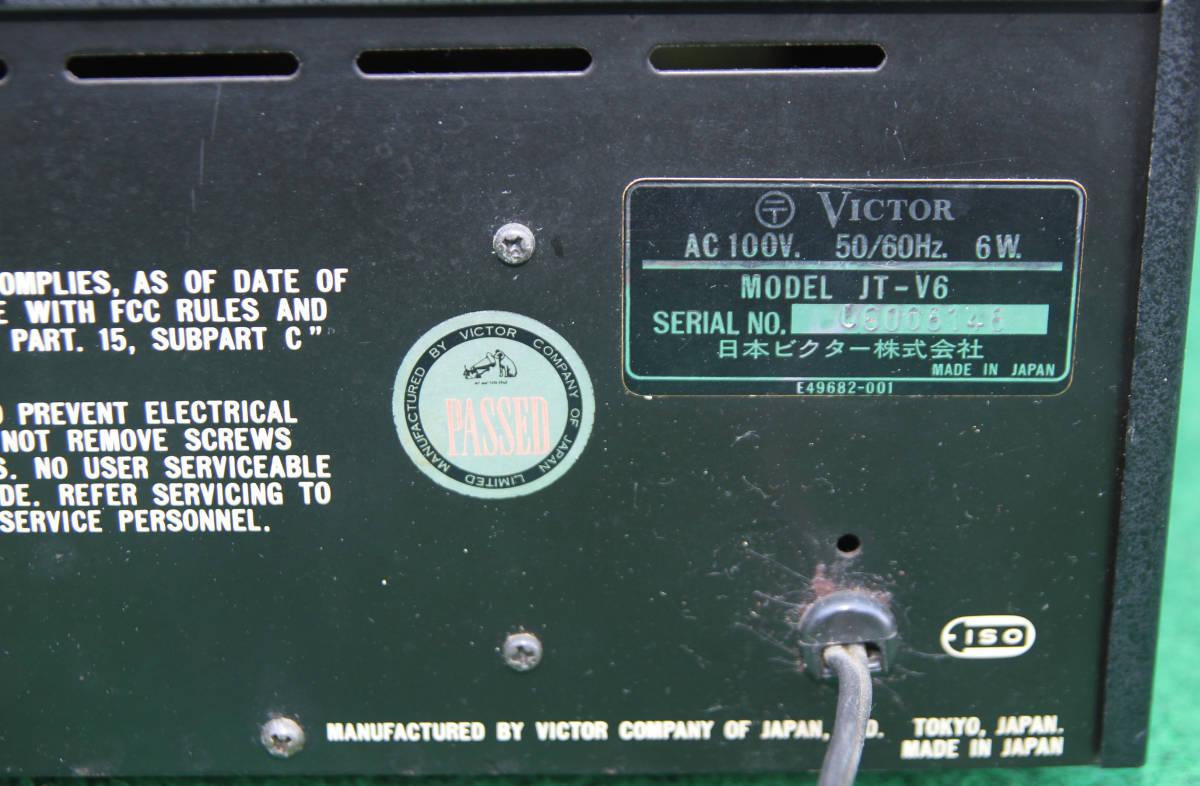 OMPLIES, AS OF DATE OF
WITH FCC RULES AND
PART. 15, SUBPART C"
PREVENT ELECTRICAL
NOT REMOVE SCREWS
S. NO USER SERVICEABLE
DE. REFER SERVICING TO
SERVICE PERSONNEL.
MANUFACTURED BY VICTOR COMPANY OF JAPAN LIMITED
PASSED
〒 VICTOR
AC 100V. 50/60Hz. 6W.
MODEL JT-V6
SERIAL NO.
日本ビクター株式会社
MADE IN JAPAN
E49682-001
ISO
MANUFACTURED BY VICTOR COMPANY OF JAPAN, D. TOKYO, JAPAN.
MADE IN JAPAN